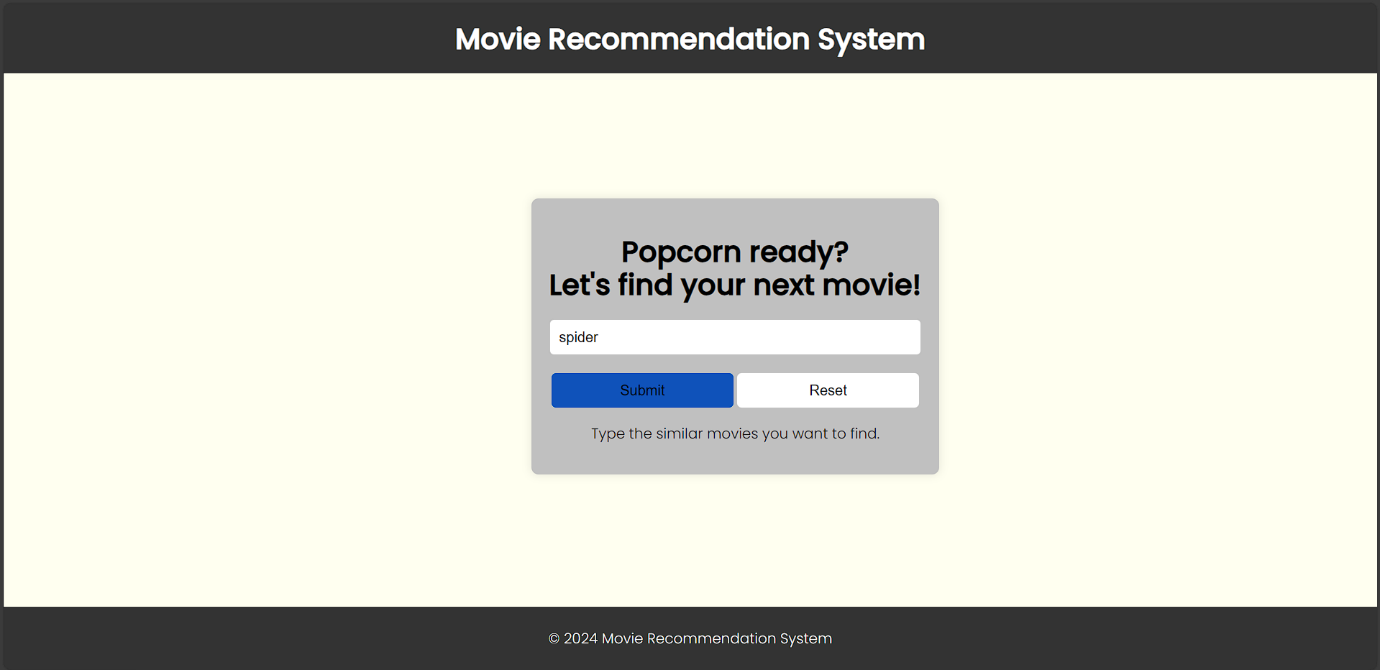 Movie Recommendation System
Popcorn ready?
Let's find your next movie!
spider
Submit Reset
Type the similar movies you want to find.
© 2024 Movie Recommendation System